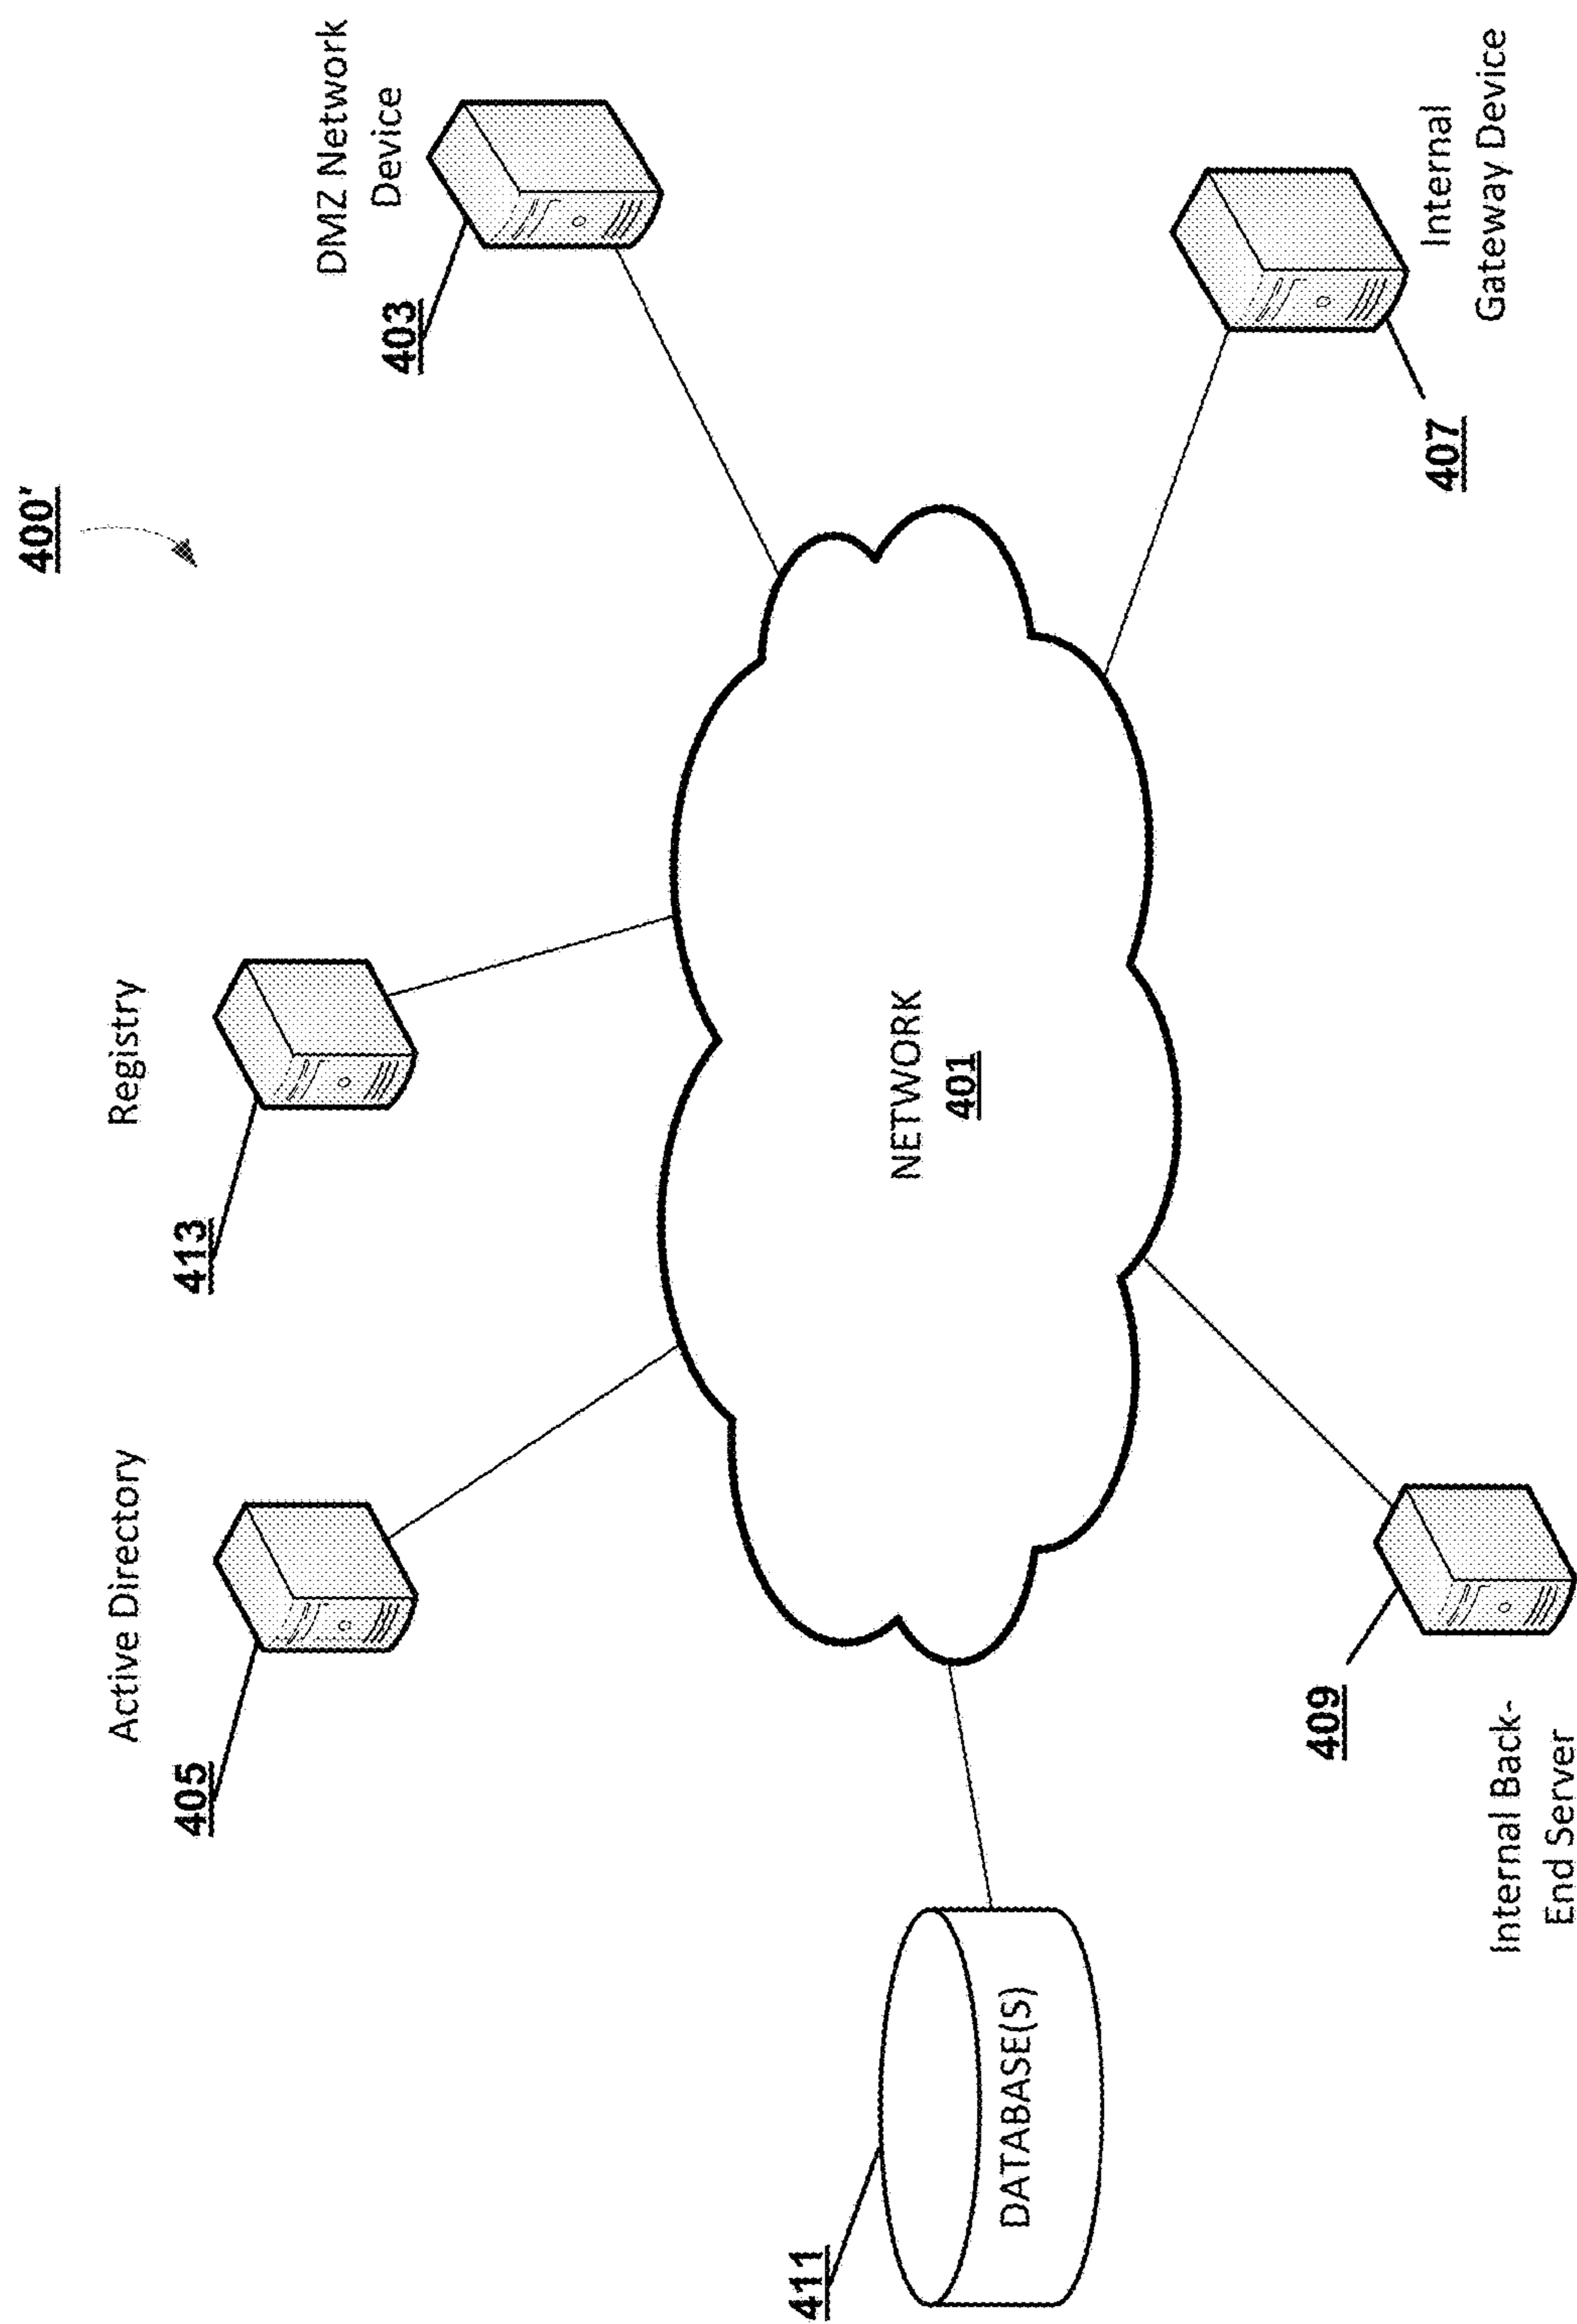 400'
Active Directory
Registry
405
413
DMZ Network
Device
403
411
DATABASE(S)
NETWORK
401
409
Internal Back-
End Server
407
Internal
Gateway Device